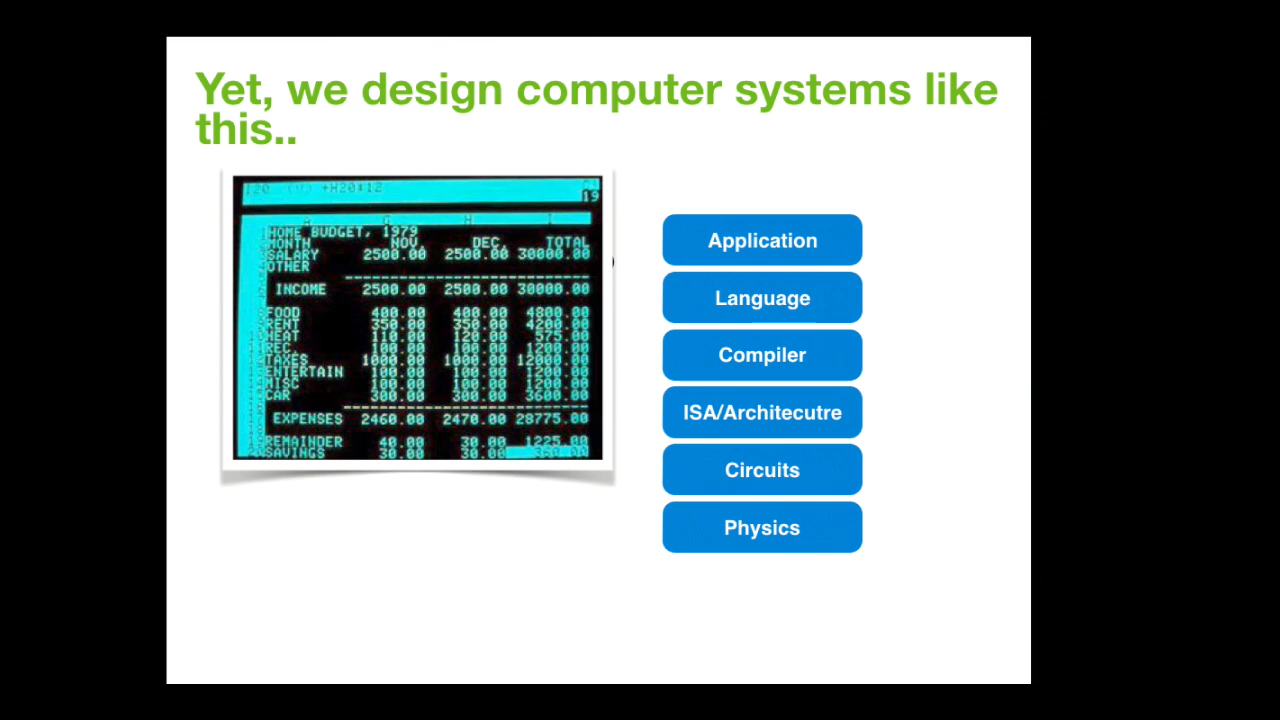 Yet, we design computer systems like
this..
I20 (V) +H20*12
19
A G H I
HOME BUDGET, 1979
MONTH NOV. DEC. TOTAL
SALARY 2500.00 2500.00 30000.00
OTHER
INCOME 2500.00 2500.00 30000.00
FOOD 400.00 400.00 4800.00
RENT 350.00 350.00 4200.00
HEAT 110.00 120.00 575.00
REC. 100.00 100.00 1200.00
TAXES 1000.00 1000.00 12000.00
ENTERTAIN 100.00 100.00 1200.00
MISC 100.00 100.00 1200.00
CAR 300.00 300.00 3600.00
EXPENSES 2460.00 2470.00 28775.00
REMAINDER 40.00 30.00 1225.00
SAVINGS 30.00 30.00
Application
Language
Compiler
ISA/Architecutre
Circuits
Physics